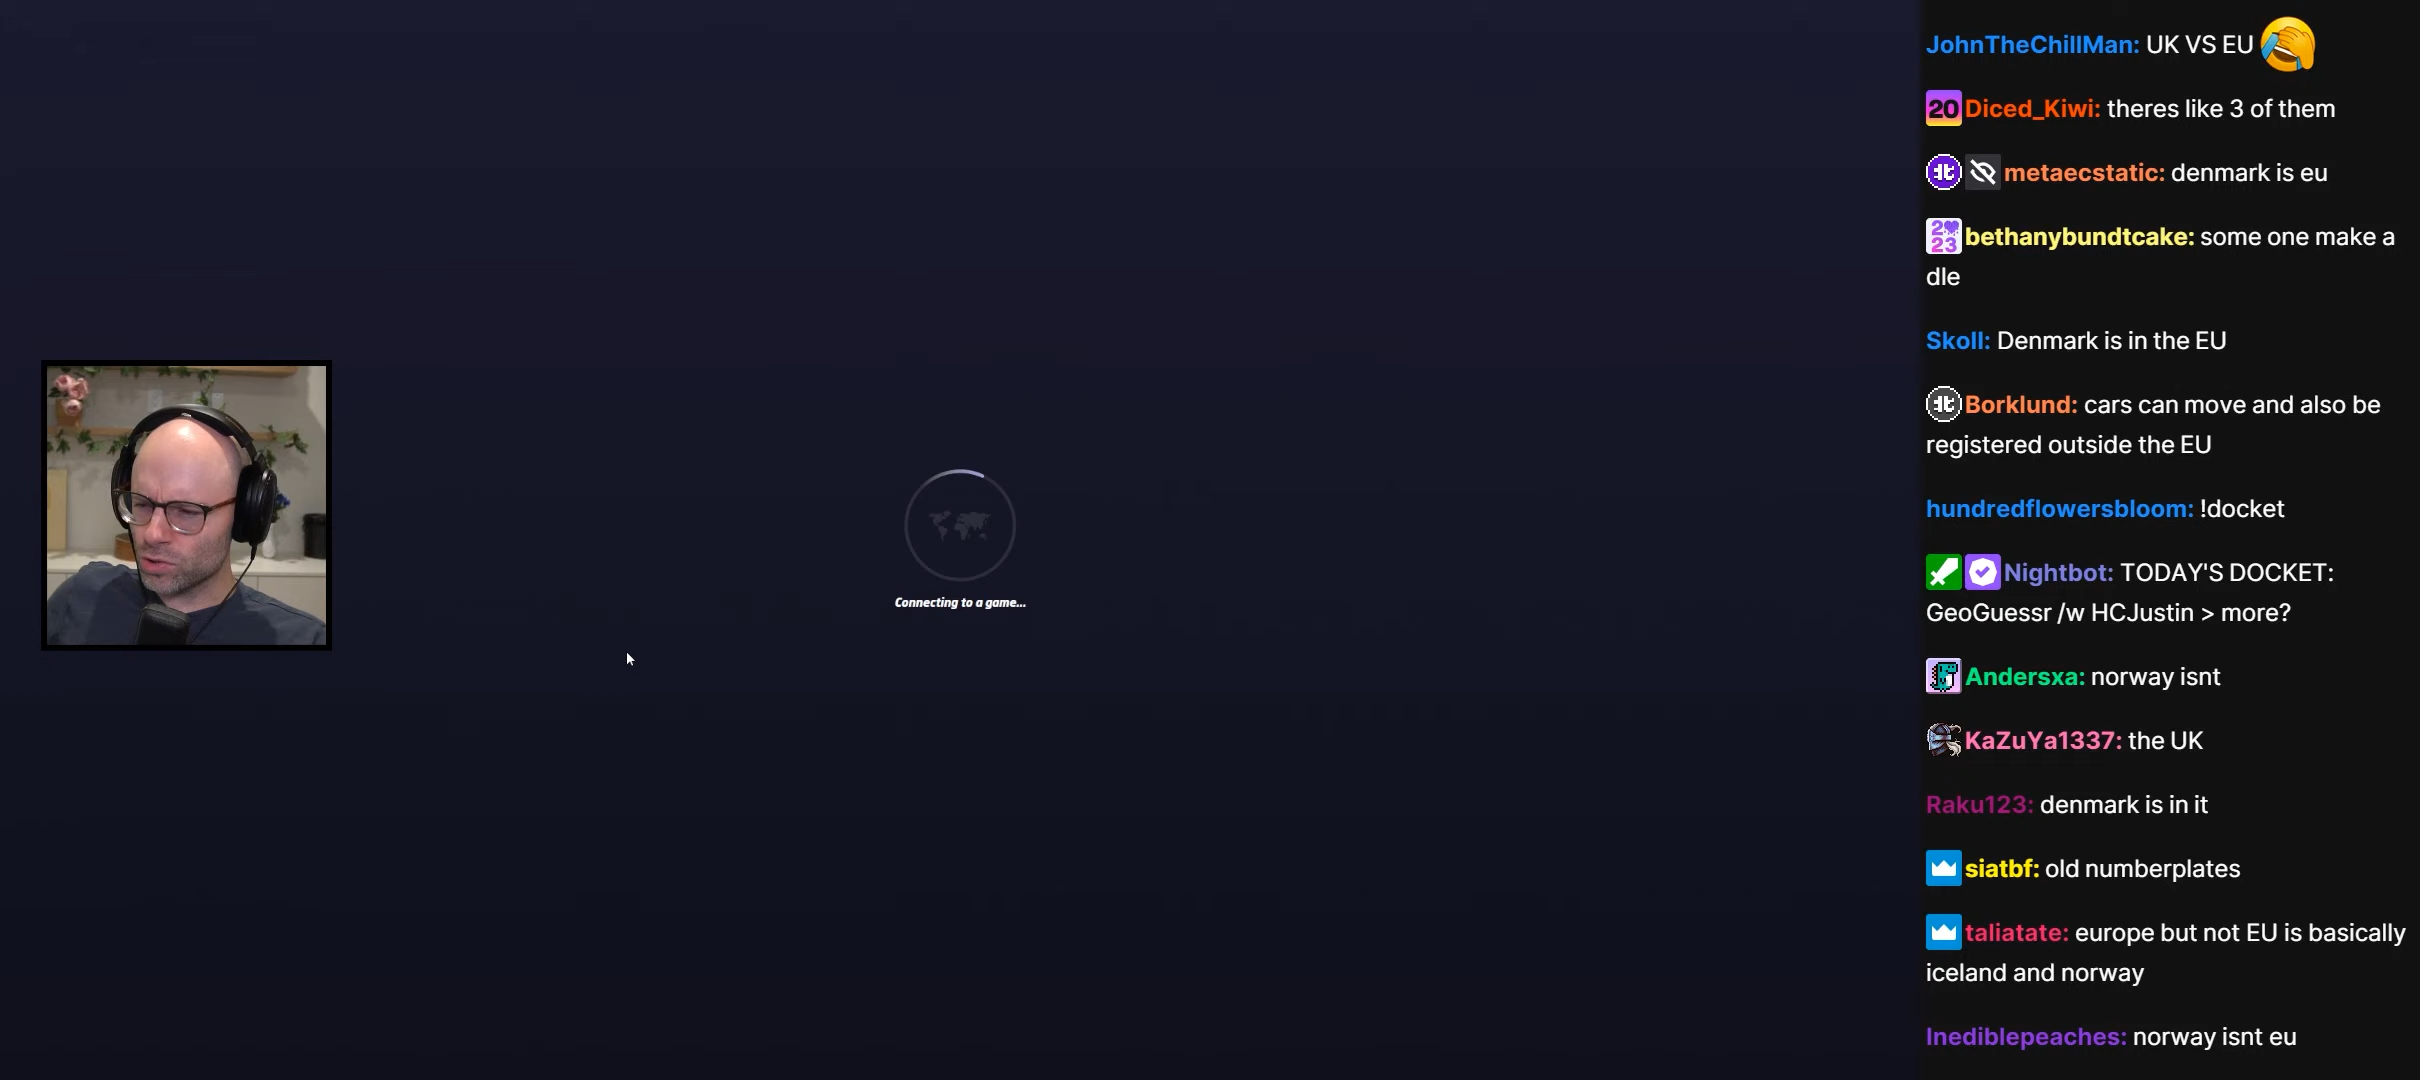 JohnTheChillMan: UK VS EU
20 Diced_Kiwi: theres like 3 of them
metaecstatic: denmark is eu
2023 bethanybundtcake: some one make a
dle
Skoll: Denmark is in the EU
Borklund: cars can move and also be
registered outside the EU
hundredflowersbloom: !docket
Nightbot: TODAY'S DOCKET:
GeoGuessr /w HCJustin > more?
Andersxa: norway isnt
KaZuYa1337: the UK
Raku123: denmark is in it
siatbf: old numberplates
taliatate: europe but not EU is basically
iceland and norway
Inediblepeaches: norway isnt eu
Connecting to a game...